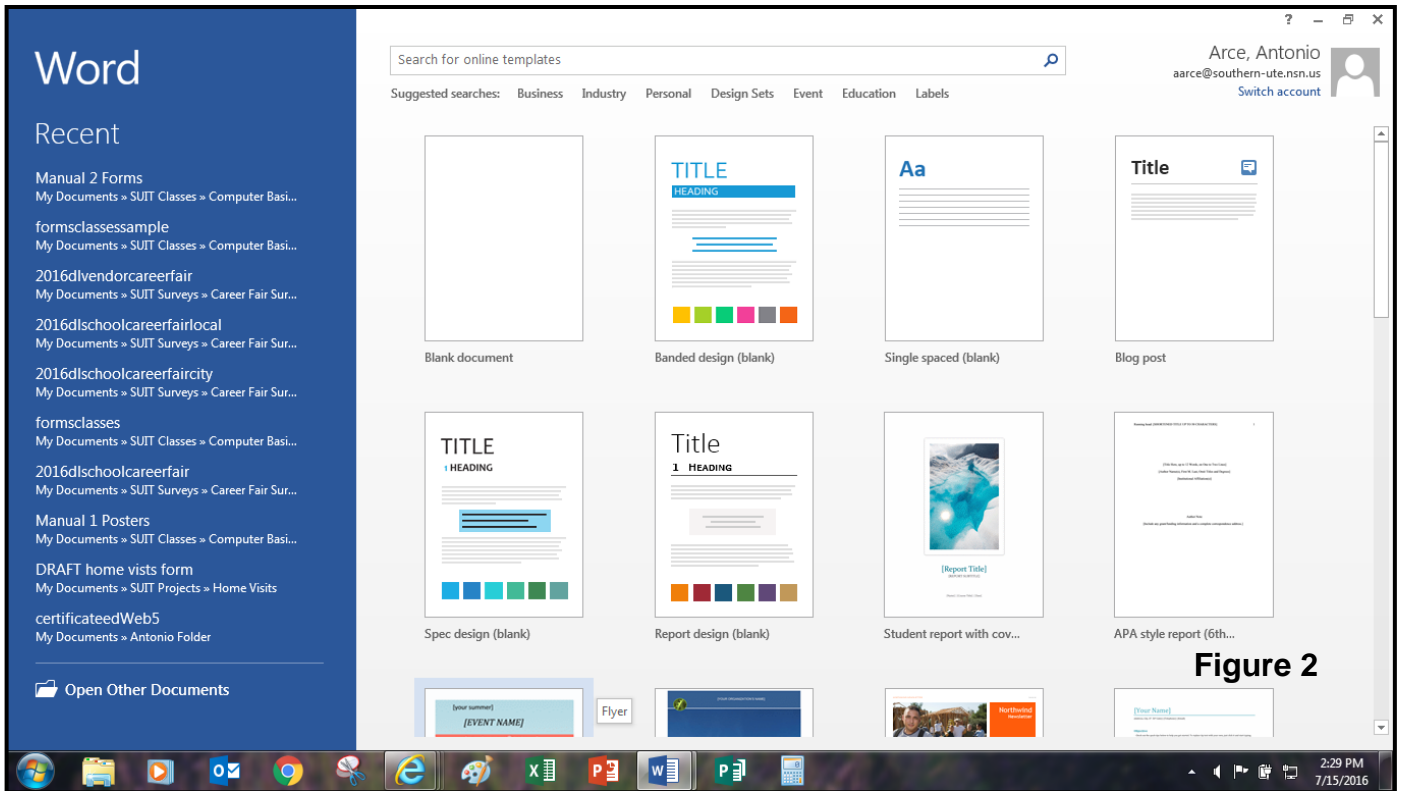 Word
Recent
Manual 2 Forms
My Documents » SUIT Classes » Computer Basi...
formsclassessample
My Documents » SUIT Classes » Computer Basi...
2016dlvendorcareerfair
My Documents » SUIT Surveys » Career Fair Sur...
2016dlschoolcareerfairlocal
My Documents » SUIT Surveys » Career Fair Sur...
2016dlschoolcareerfaircity
My Documents » SUIT Surveys » Career Fair Sur...
formsclasses
My Documents » SUIT Classes » Computer Basi...
2016dlschoolcareerfair
My Documents » SUIT Surveys » Career Fair Sur...
Manual 1 Posters
My Documents » SUIT Classes » Computer Basi...
DRAFT home vists form
My Documents » SUIT Projects » Home Visits
certificateedWeb5
My Documents » Antonio Folder
Open Other Documents
Search for online templates
Suggested searches: Business Industry Personal Design Sets Event Education Labels
Arce, Antonio
aarce@southern-ute.nsn.us
Switch account
TITLE
HEADING
Aa
Title
Blank document
Banded design (blank)
Single spaced (blank)
Blog post
TITLE
1 HEADING
Title
1 HEADING
[Report Title]
Spec design (blank)
Report design (blank)
Student report with cov...
APA style report (6th...
Figure 2
[your summer]
[EVENT NAME]
Flyer
Northwind
Newsletter
[Your Name]
2:29 PM
7/15/2016